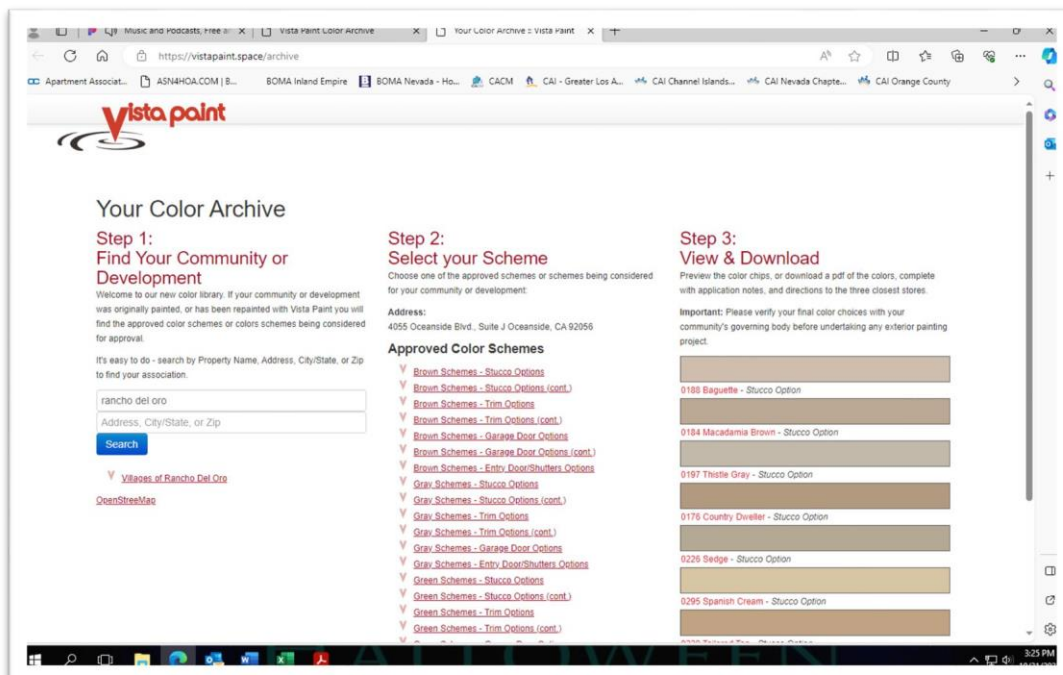 Music and Podcasts, Free a
Vista Paint Color Archive
Your Color Archive :: Vista Paint
https://vistapaint.space/archive
Apartment Associat...
ASN4HOA.COM | B...
BOMA Inland Empire
BOMA Nevada - Ho...
CACM
CAI - Greater Los A...
CAI Channel Islands...
CAI Nevada Chapte...
CAI Orange County
vista paint
Your Color Archive
Step 1:
Find Your Community or
Development
Welcome to our new color library. If your community or development
was originally painted, or has been repainted with Vista Paint you will
find the approved color schemes or colors schemes being considered
for approval.
It's easy to do - search by Property Name, Address, City/State, or Zip
to find your association.
rancho del oro
Address, City/State, or Zip
Search
Villages of Rancho Del Oro
OpenStreeMap
Step 2:
Select your Scheme
Choose one of the approved schemes or schemes being considered
for your community or development:
Address:
4055 Oceanside Blvd., Suite J Oceanside, CA 92056
Approved Color Schemes
Brown Schemes - Stucco Options
Brown Schemes - Stucco Options (cont.)
Brown Schemes - Trim Options
Brown Schemes - Trim Options (cont.)
Brown Schemes - Garage Door Options
Brown Schemes - Garage Door Options (cont.)
Brown Schemes - Entry Door/Shutters Options
Gray Schemes - Stucco Options
Gray Schemes - Stucco Options (cont.)
Gray Schemes - Trim Options
Gray Schemes - Trim Options (cont.)
Gray Schemes - Garage Door Options
Gray Schemes - Entry Door/Shutters Options
Green Schemes - Stucco Options
Green Schemes - Stucco Options (cont.)
Green Schemes - Trim Options
Green Schemes - Trim Options (cont.)
Step 3:
View & Download
Preview the color chips, or download a pdf of the colors, complete
with application notes, and directions to the three closest stores.
Important: Please verify your final color choices with your
community's governing body before undertaking any exterior painting
project.
0188 Baguette - Stucco Option
0184 Macadamia Brown - Stucco Option
0197 Thistle Gray - Stucco Option
0176 Country Dweller - Stucco Option
0226 Sedge - Stucco Option
0295 Spanish Cream - Stucco Option
HALLOWEEN
3:25 PM